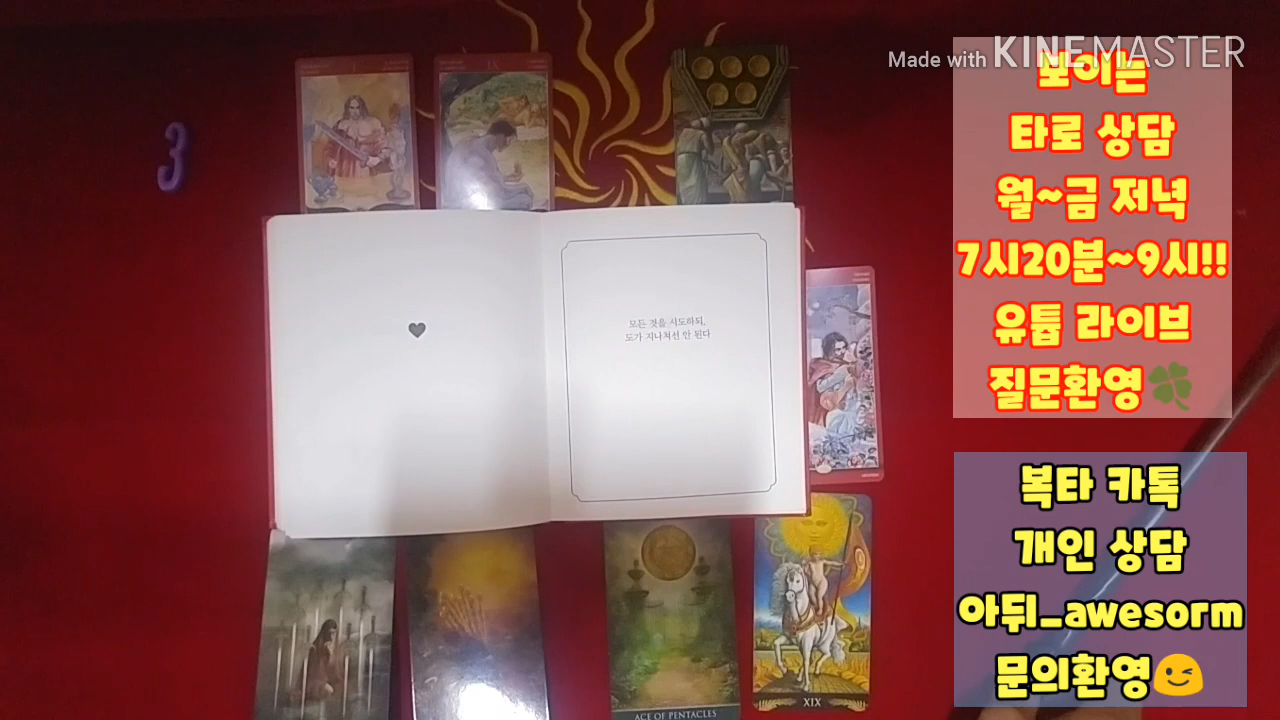 Made with KINEMASTER
보이는
타로 상담
월~금 저녁
7시20분~9시!!
유튭 라이브
질문환영🍀
복타 카톡
개인 상담
아뒤_awesorm
문의환영😉
3
IX
모든 것을 시도하되,
도가 지나쳐선 안 된다
ACE OF PENTACLES
XIX